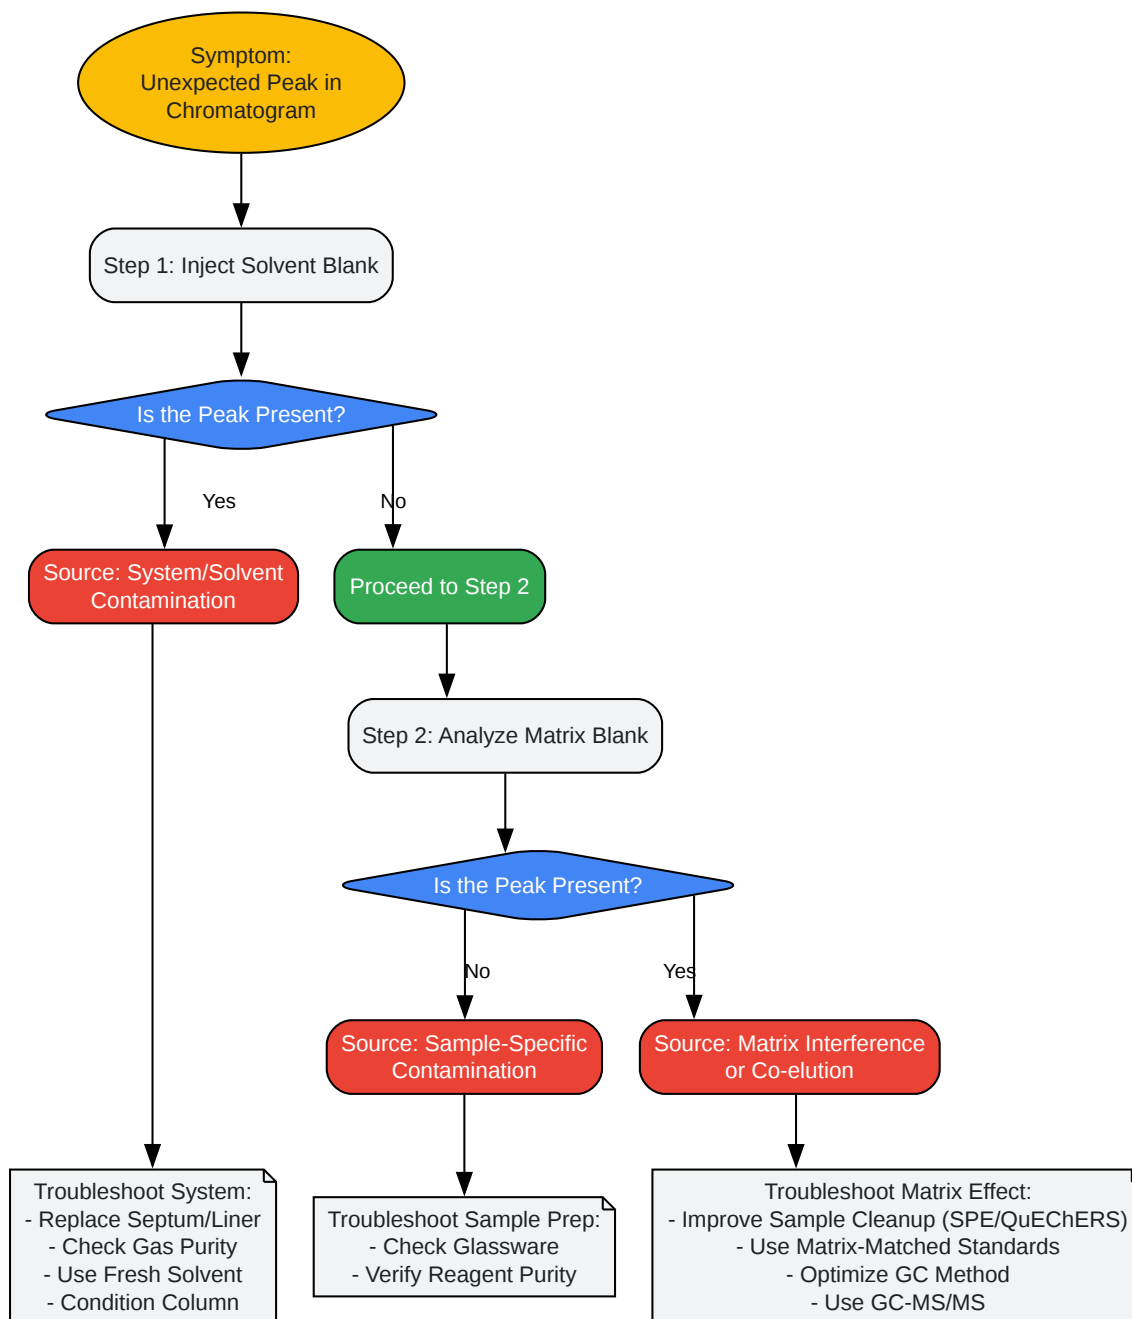 Symptom:
Unexpected Peak in
Chromatogram
Step 1: Inject Solvent Blank
Is the Peak Present?
Yes
No
Source: System/Solvent
Contamination
Proceed to Step 2
Step 2: Analyze Matrix Blank
Is the Peak Present?
No
Yes
Source: Sample-Specific
Contamination
Source: Matrix Interference
or Co-elution
Troubleshoot System:
- Replace Septum/Liner
- Check Gas Purity
- Use Fresh Solvent
- Condition Column
Troubleshoot Sample Prep:
- Check Glassware
- Verify Reagent Purity
Troubleshoot Matrix Effect:
- Improve Sample Cleanup (SPE/QuEChERS)
- Use Matrix-Matched Standards
- Optimize GC Method
- Use GC-MS/MS